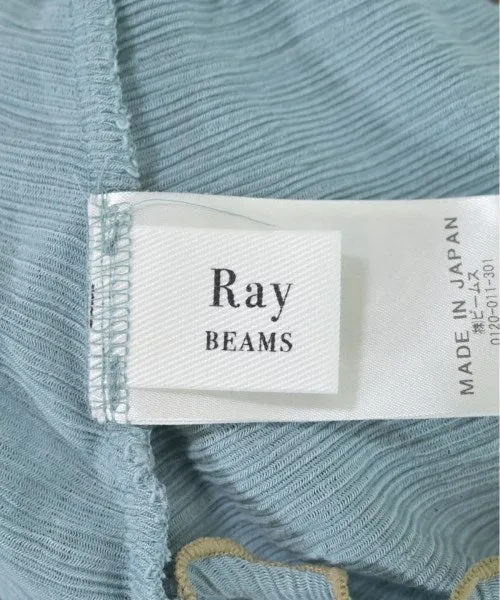 Ray
BEAMS
MADE IN JAPAN
㈱ビームス
0120-011-301